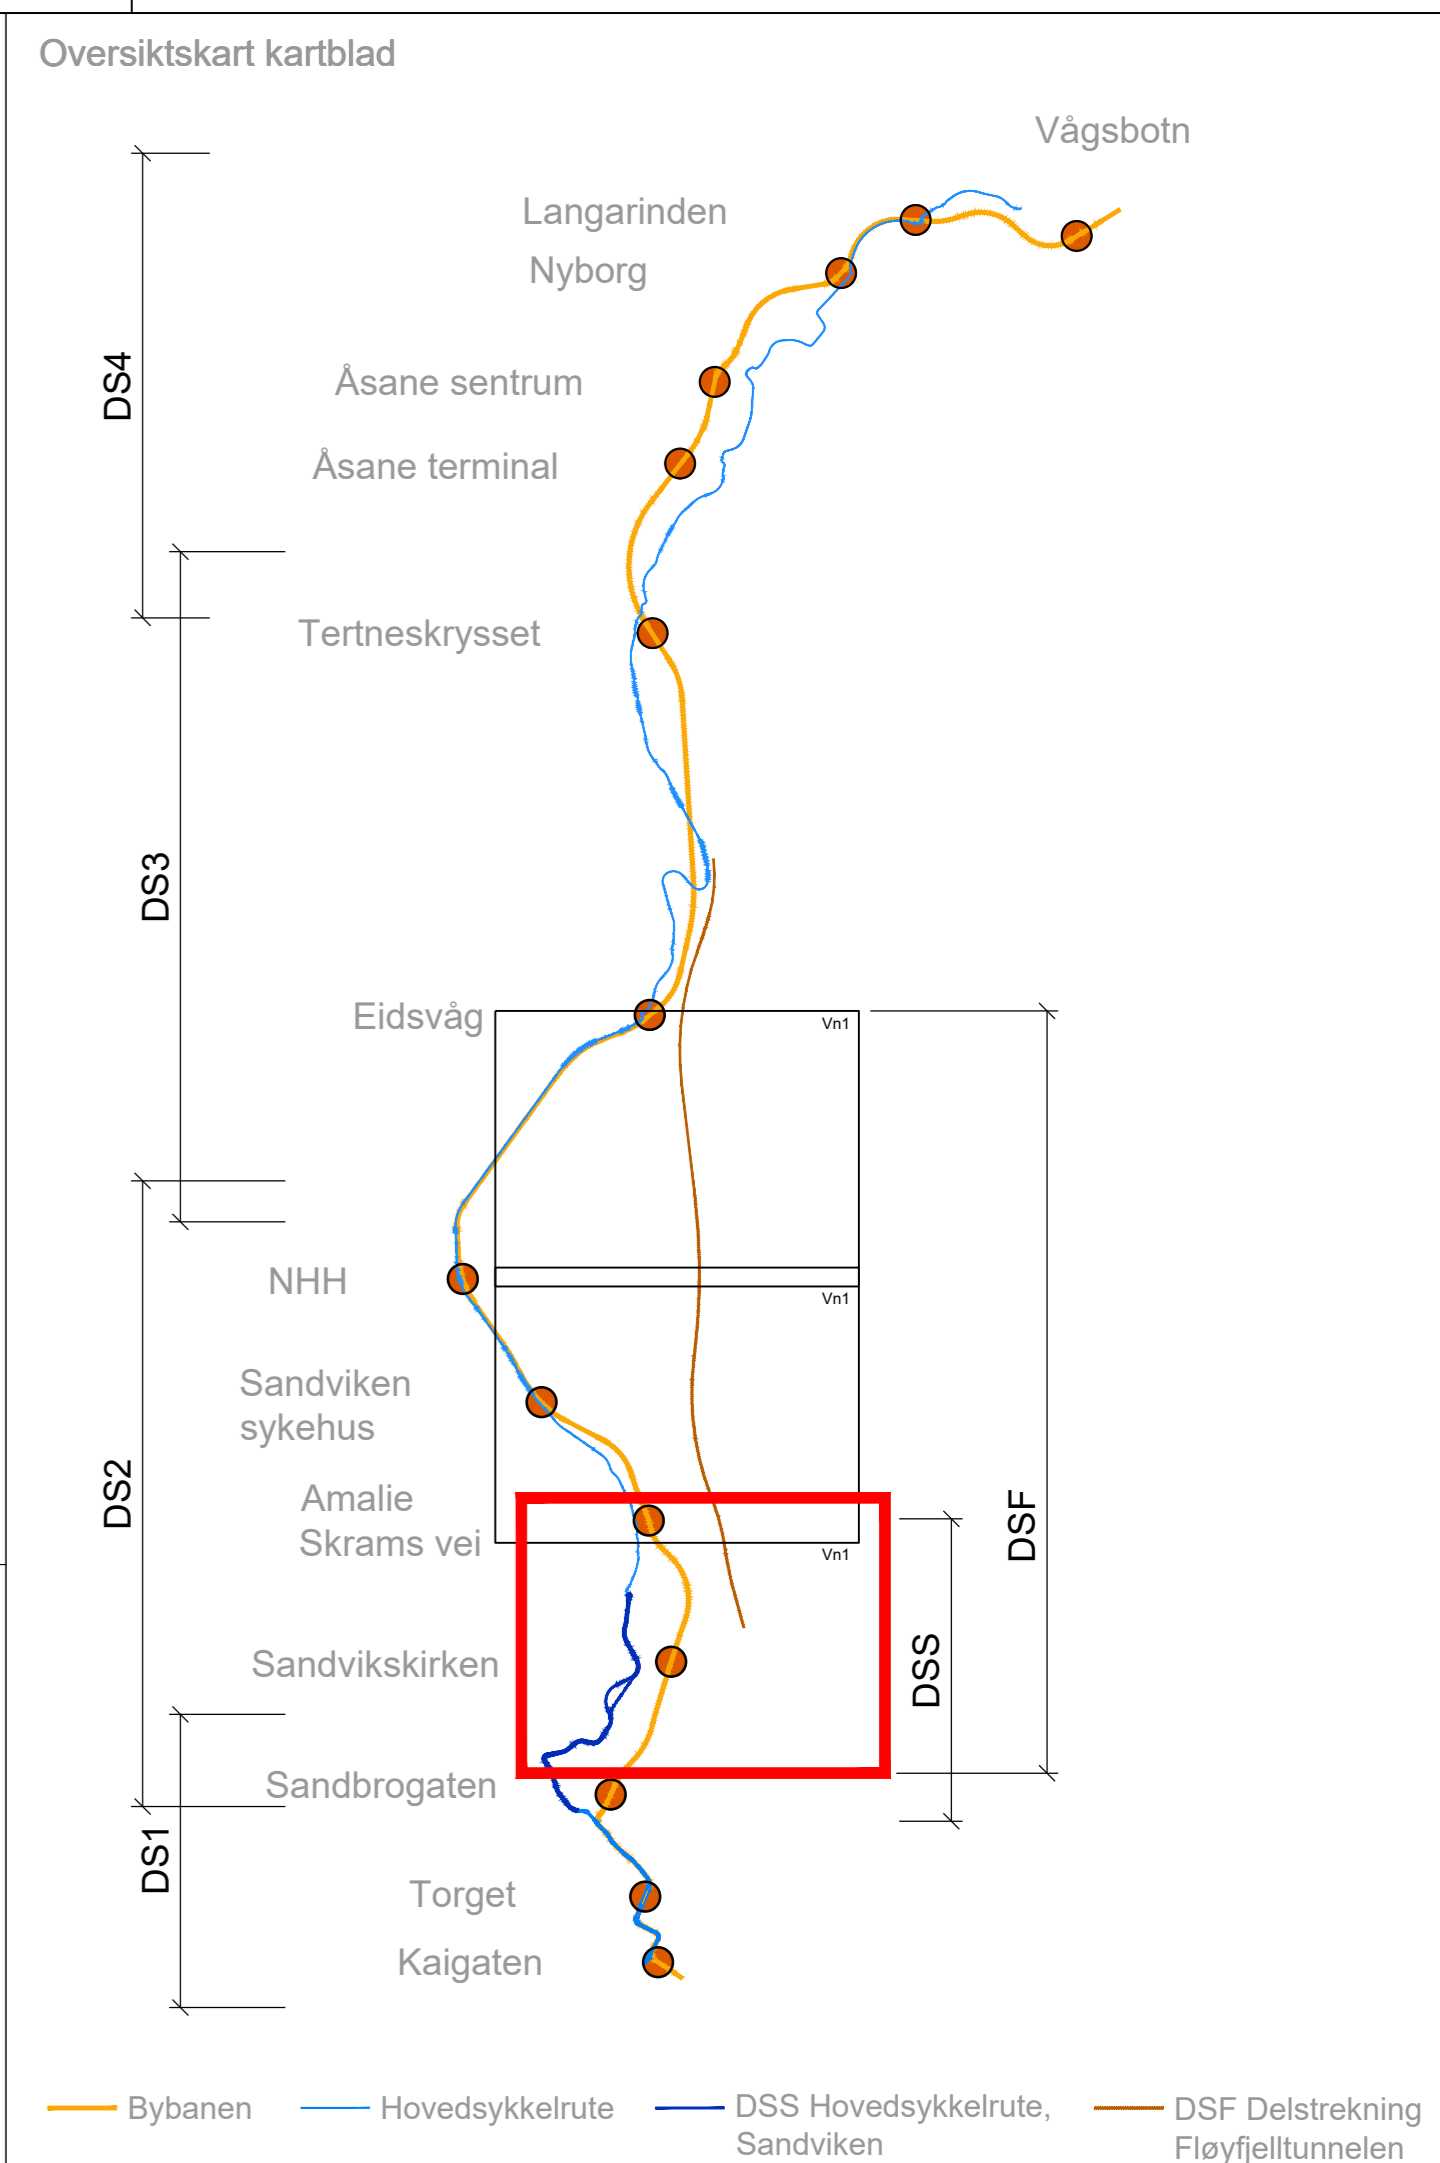 Oversiktskart kartblad
Vågsbotn
Langarinden
Nyborg
DS4
Åsane sentrum
Åsane terminal
Tertneskrysset
DS3
Eidsvåg
Vn1
NHH
Vn1
Sandviken
sykehus
DS2
Amalie
Skrams vei
Vn1
DSF
Sandvikskirken
DSS
Sandbrogaten
DS1
Torget
Kaigaten
Bybanen
Hovedsykkelrute
DSS Hovedsykkelrute,
Sandviken
DSF Delstrekning
Fløyfjelltunnelen